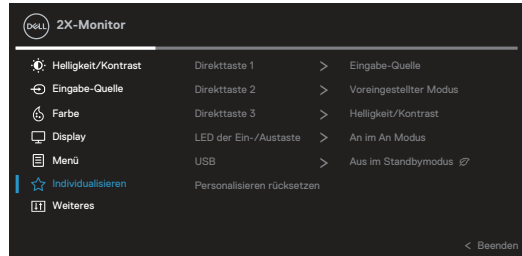 DELL 2X-Monitor
Helligkeit/Kontrast Direkttaste 1 > Eingabe-Quelle
Eingabe-Quelle Direkttaste 2 > Voreingestellter Modus
Farbe Direkttaste 3 > Helligkeit/Kontrast
Display LED der Ein-/Austaste > An im An Modus
Menü USB > Aus im Standbymodus
Individualisieren Personalisieren rücksetzen
Weiteres
< Beenden